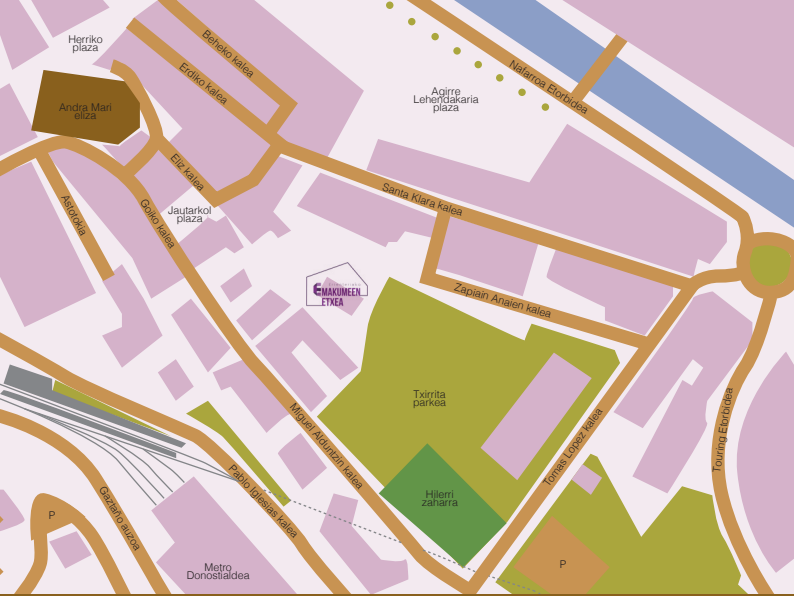 Herriko
plaza
Beheko kalea
Erdiko kalea
Andra Mari
eliza
Agirre
Lehendakaria
plaza
Nafarroa Etorbidea
Eliz kalea
Santa Klara kalea
Astotokia
Goiko kalea
Jautarkol
plaza
EMAKUMEEN
ETXEA
Zapiain Anaien kalea
Txirrita
parkea
Miguel Alduntzin kalea
Tomas Lopez kalea
Touring Etorbidea
Pablo Iglesias kalea
Gaztaño auzoa
Hilerri
zaharra
P
Metro
Donostialdea
P